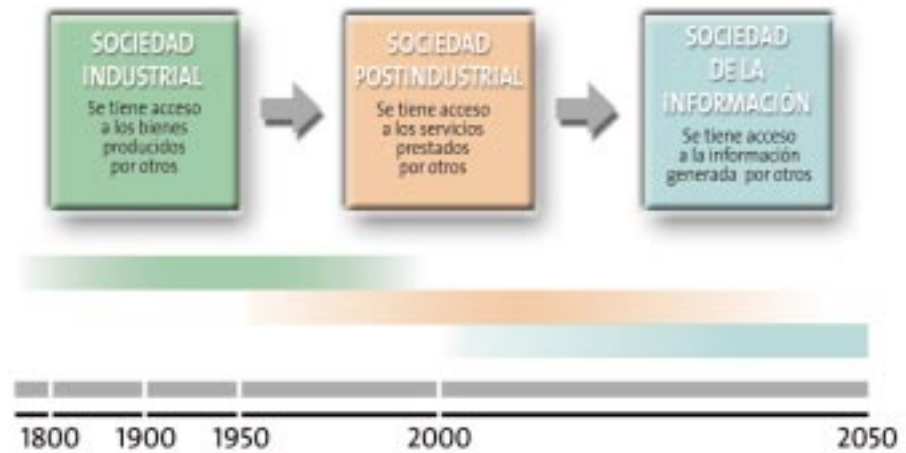 SOCIEDAD
INDUSTRIAL
Se tiene acceso
a los bienes
producidos
por otros
SOCIEDAD
POSTINDUSTRIAL
Se tiene acceso
a los servicios
prestados
por otros
SOCIEDAD
DE LA
INFORMACIÓN
Se tiene acceso
a la información
generada por otros
1800 1900 1950 2000 2050